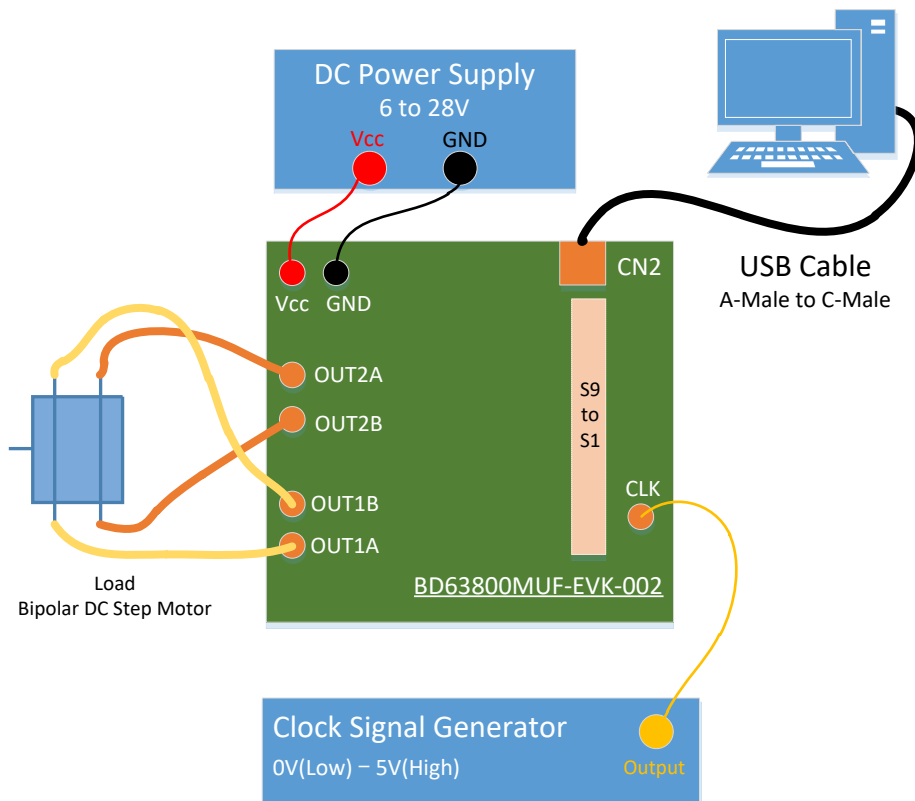 DC Power Supply
6 to 28V
Vcc
GND
CN2
USB Cable
A-Male to C-Male
Vcc
GND
OUT2A
OUT2B
OUT1B
OUT1A
S9
to
S1
CLK
BD63800MUF-EVK-002
Load
Bipolar DC Step Motor
Clock Signal Generator
0V(Low) – 5V(High)
Output